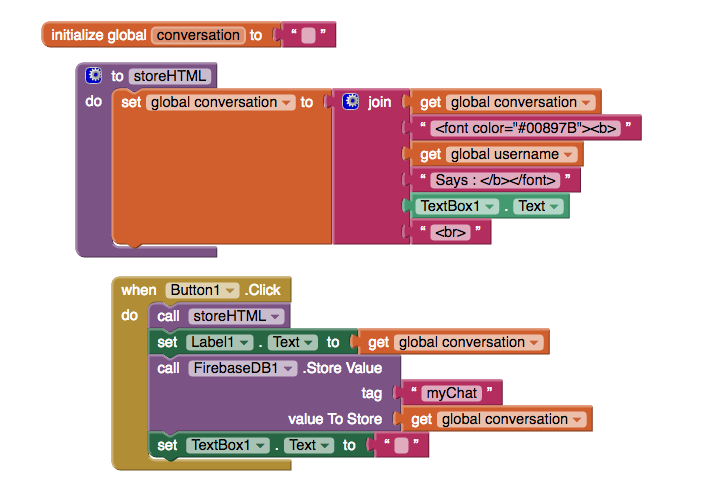 initialize global conversation to " "
to storeHTML
do set global conversation to join get global conversation
" <font color="#00897B"><b> "
get global username
" Says : </b></font> "
TextBox1 . Text
" <br> "
when Button1 .Click
do call storeHTML
set Label1 . Text to get global conversation
call FirebaseDB1 .Store Value
tag " myChat "
value To Store get global conversation
set TextBox1 . Text to " "